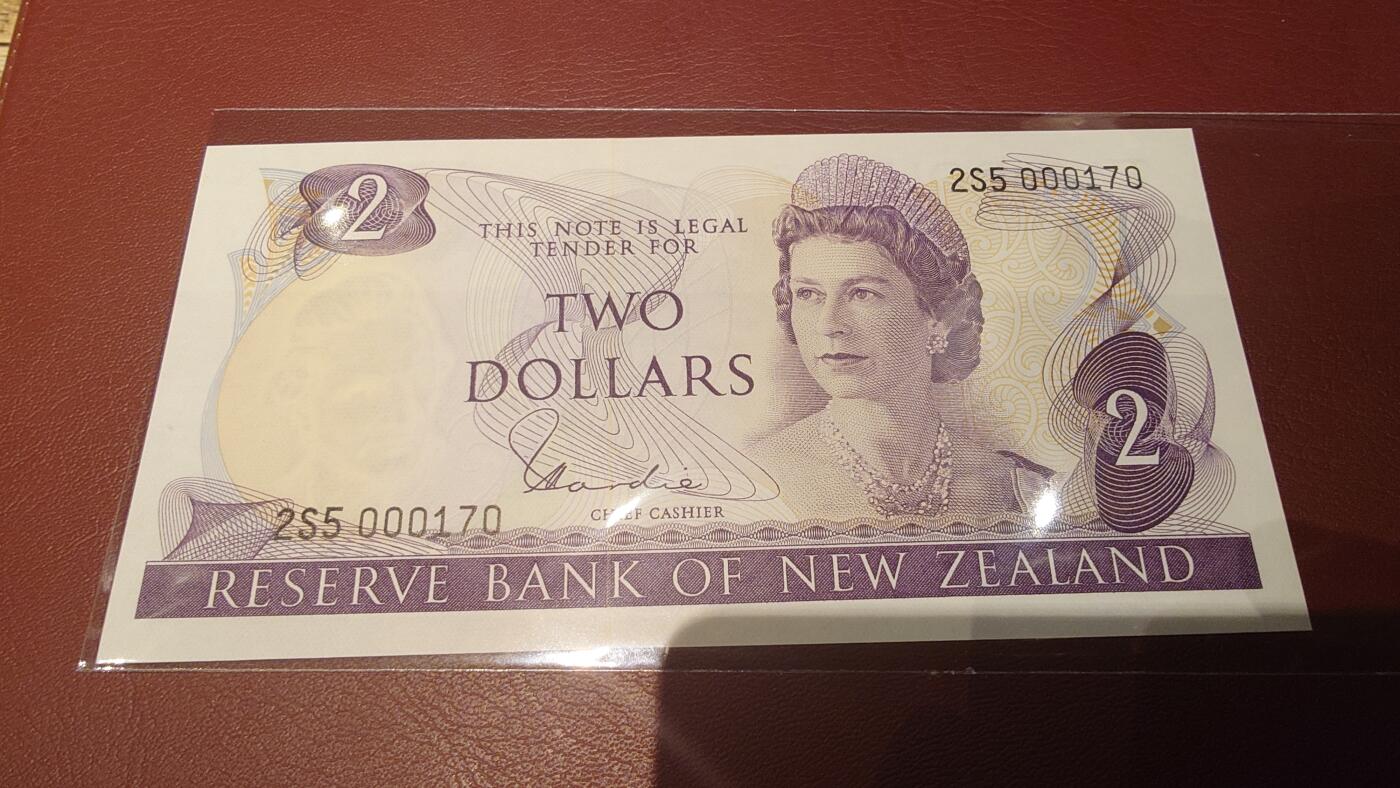 2
2S5 000170
THIS NOTE IS LEGAL
TENDER FOR
TWO
DOLLARS
Hardie
CHIEF CASHIER
2
2S5 000170
RESERVE BANK OF NEW ZEALAND